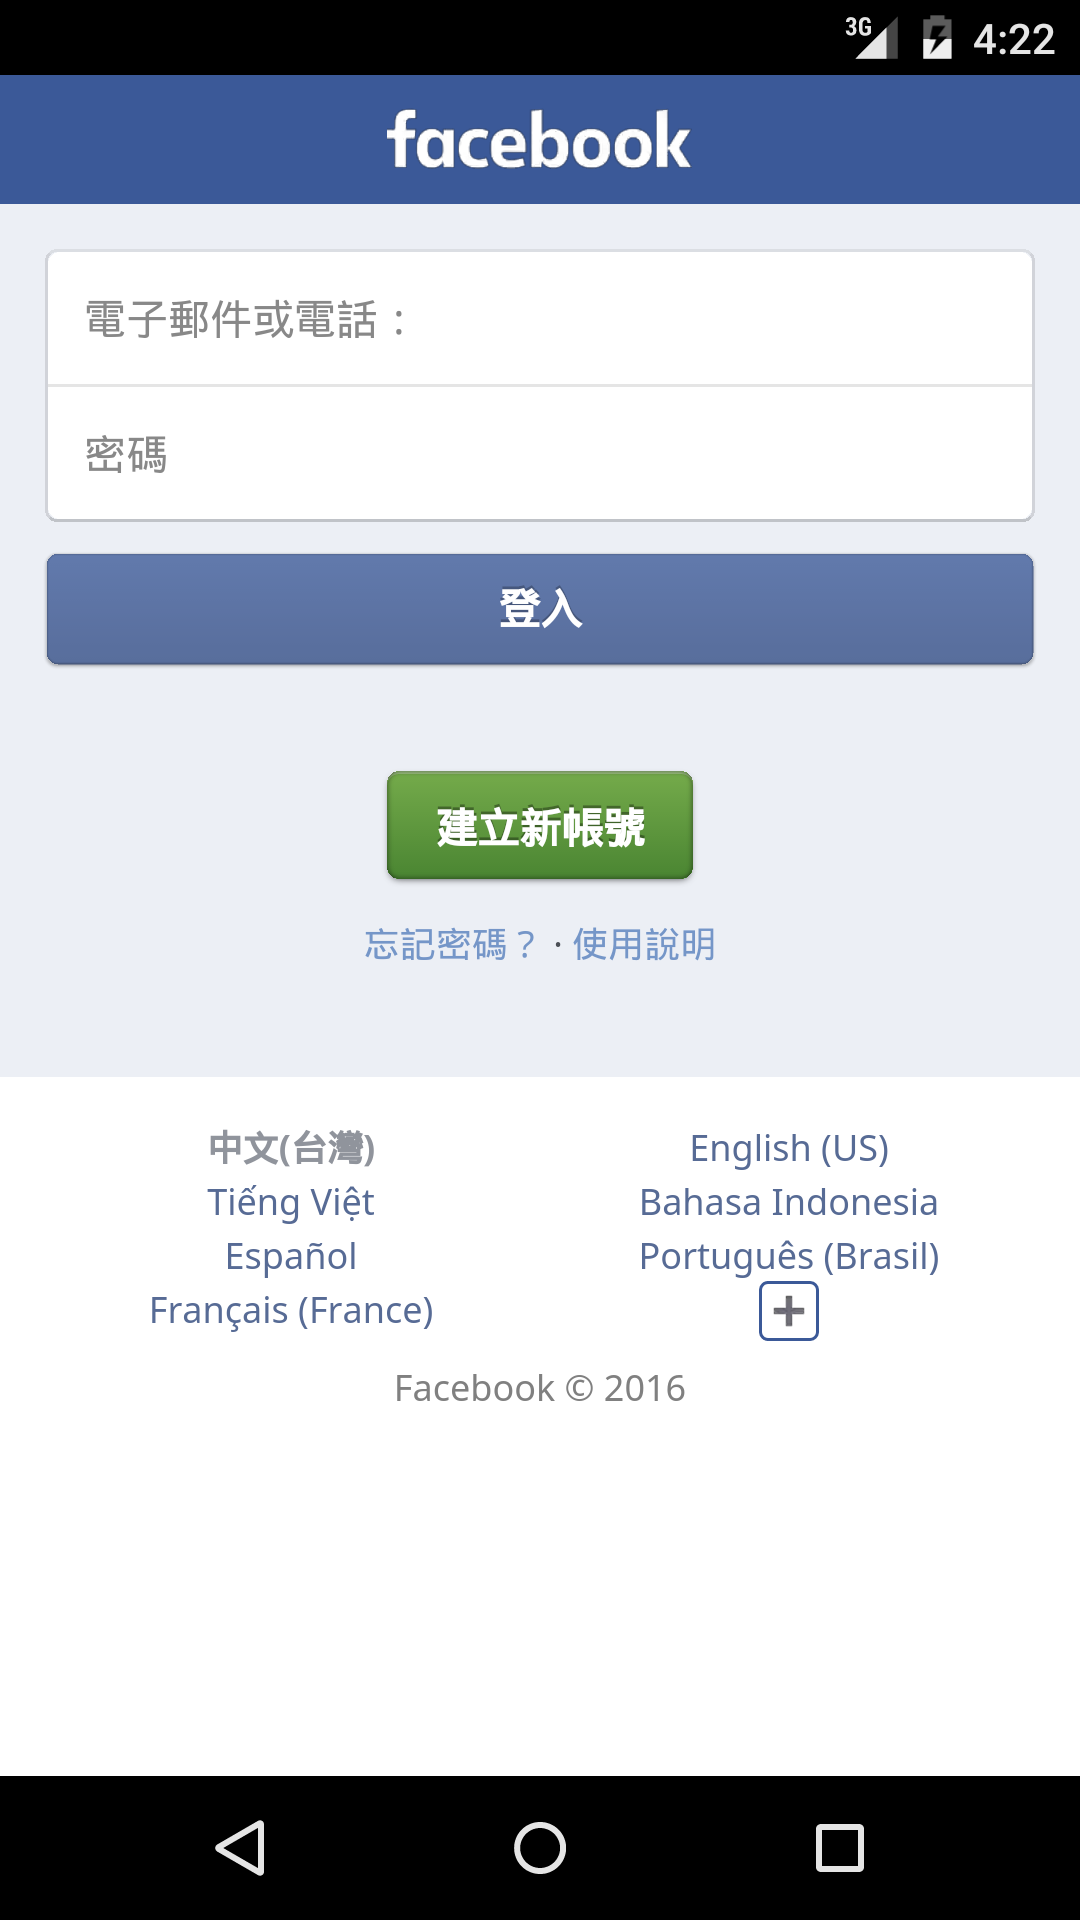 3G 4:22
facebook
電子郵件或電話：
密碼
登入
建立新帳號
忘記密碼？ · 使用說明
中文(台灣) English (US)
Tiếng Việt Bahasa Indonesia
Español Português (Brasil)
Français (France)
Facebook © 2016